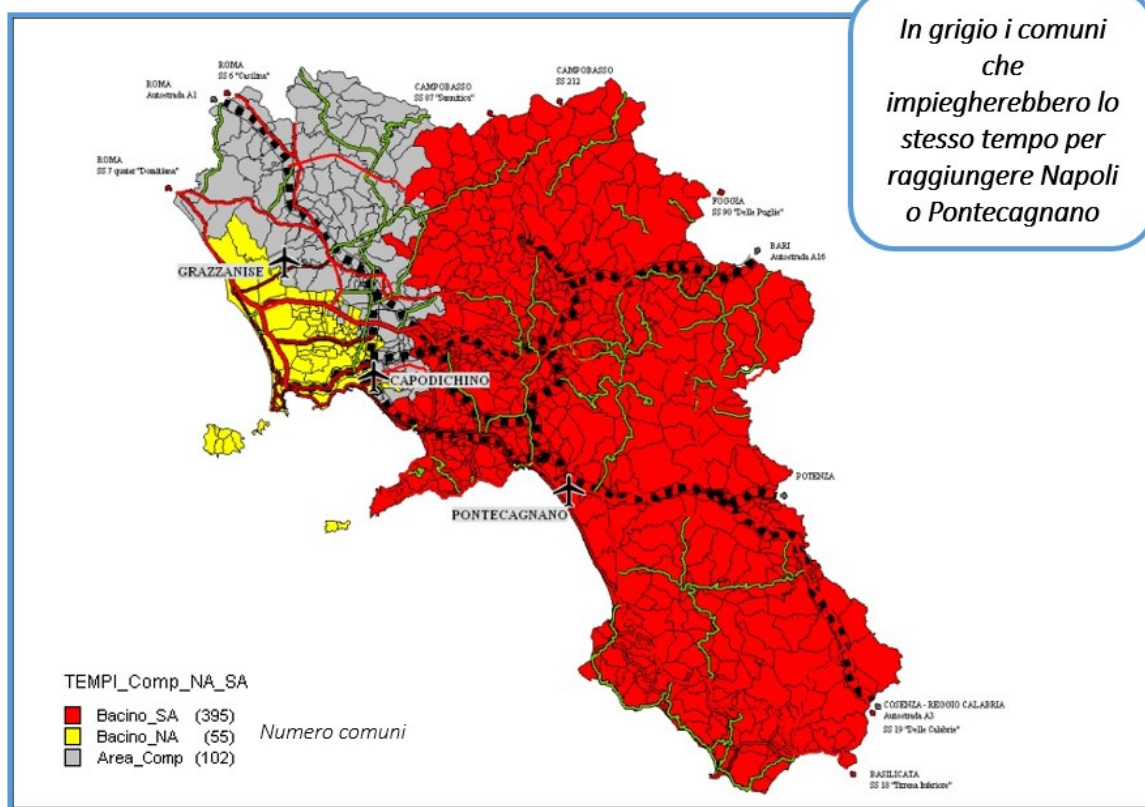 In grigio i comuni
che
impiegherebbero lo
stesso tempo per
raggiungere Napoli
o Pontecagnano
ROMA
SS 6 "Casilina"
ROMA
Autostrada A1
CAMPOBASSO
SS 87 "Sannitica"
CAMPOBASSO
SS 212
ROMA
SS 7 quater "Domitiana"
FOGGIA
SS 90 "Delle Puglie"
BARI
Autostrada A16
GRAZZANISE
CAPODICHINO
POTENZA
PONTECAGNANO
TEMPI_Comp_NA_SA
Bacino_SA (395)
Bacino_NA (55)
Area_Comp (102)
Numero comuni
COSENZA - REGGIO CALABRIA
Autostrada A3
SS 19 "Delle Calabrie"
BASILICATA
SS 18 "Tirrena Inferiore"